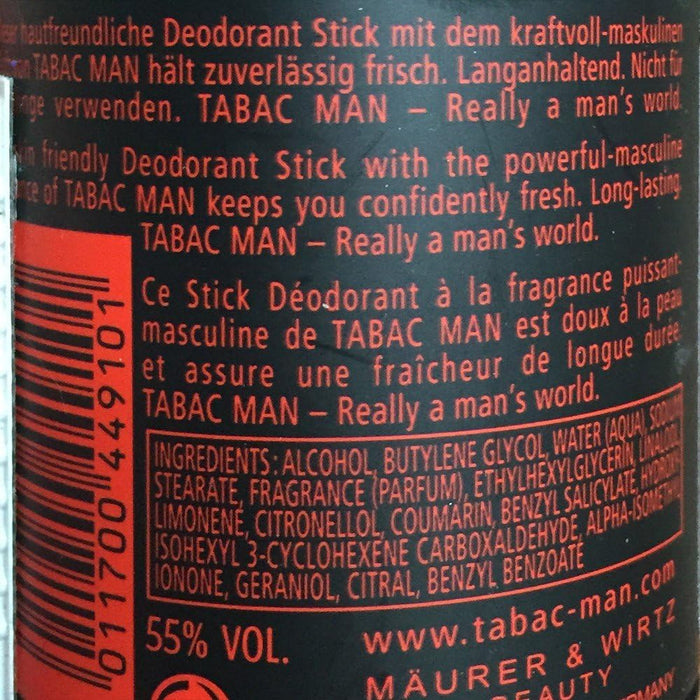 hautfreundliche Deodorant Stick mit dem kraftvoll-maskulinen
TABAC MAN hält zuverlässig frisch. Langanhaltend. Nicht für
verwenden. TABAC MAN – Really a man's world.
friendly Deodorant Stick with the powerful-masculine
of TABAC MAN keeps you confidently fresh. Long-lasting.
TABAC MAN – Really a man's world.
Ce Stick Déodorant à la fragrance puissant-
masculine de TABAC MAN est doux à la peau
et assure une fraîcheur de longue durée.
TABAC MAN – Really a man's world.
INGREDIENTS: ALCOHOL, BUTYLENE GLYCOL, WATER (AQUA), SODIUM
STEARATE, FRAGRANCE (PARFUM), ETHYLHEXYLGLYCERIN, LINALOOL,
LIMONENE, CITRONELLOL, COUMARIN, BENZYL SALICYLATE,
ISOHEXYL 3-CYCLOHEXENE CARBOXALDEHYDE, ALPHA-ISOMETHYL
IONONE, GERANIOL, CITRAL, BENZYL BENZOATE
011700 449101
55% VOL.
www.tabac-man.com
MÄURER & WIRTZ
BEAUTY
GERMANY